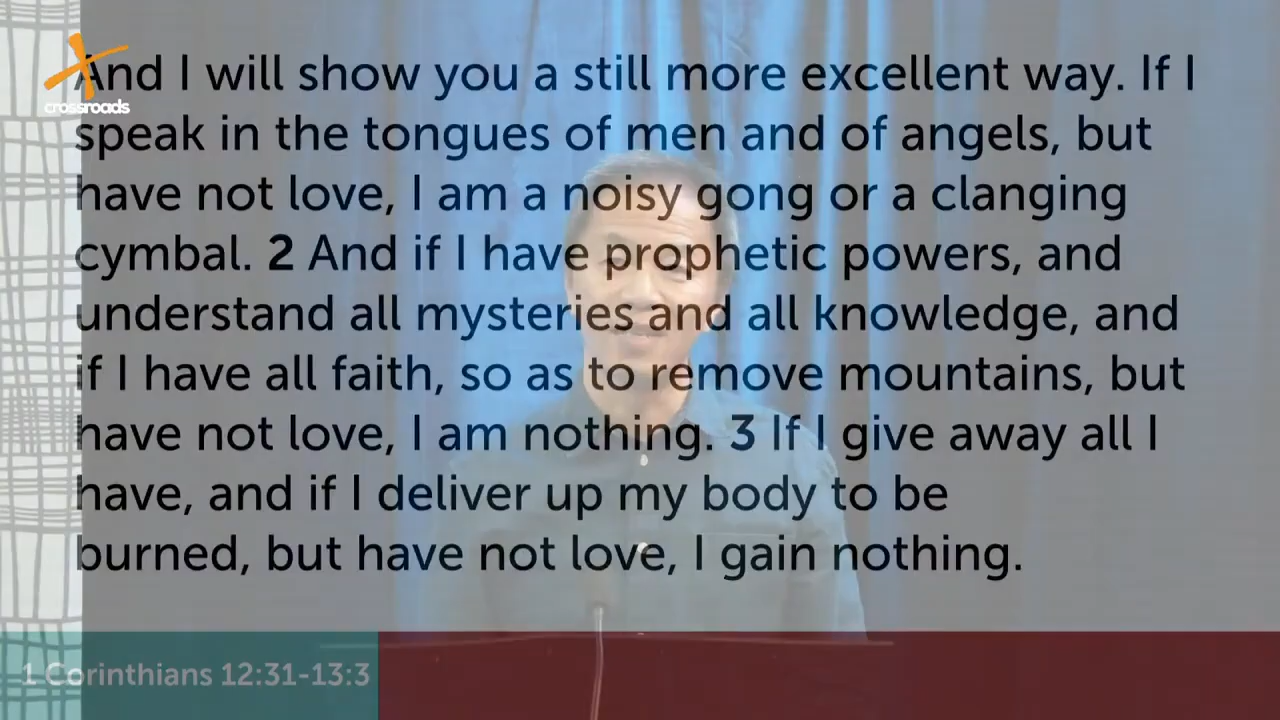 And I will show you a still more excellent way. If I
crossroads
speak in the tongues of men and of angels, but
have not love, I am a noisy gong or a clanging
cymbal. 2 And if I have prophetic powers, and
understand all mysteries and all knowledge, and
if I have all faith, so as to remove mountains, but
have not love, I am nothing. 3 If I give away all I
have, and if I deliver up my body to be
burned, but have not love, I gain nothing.
1 Corinthians 12:31-13:3